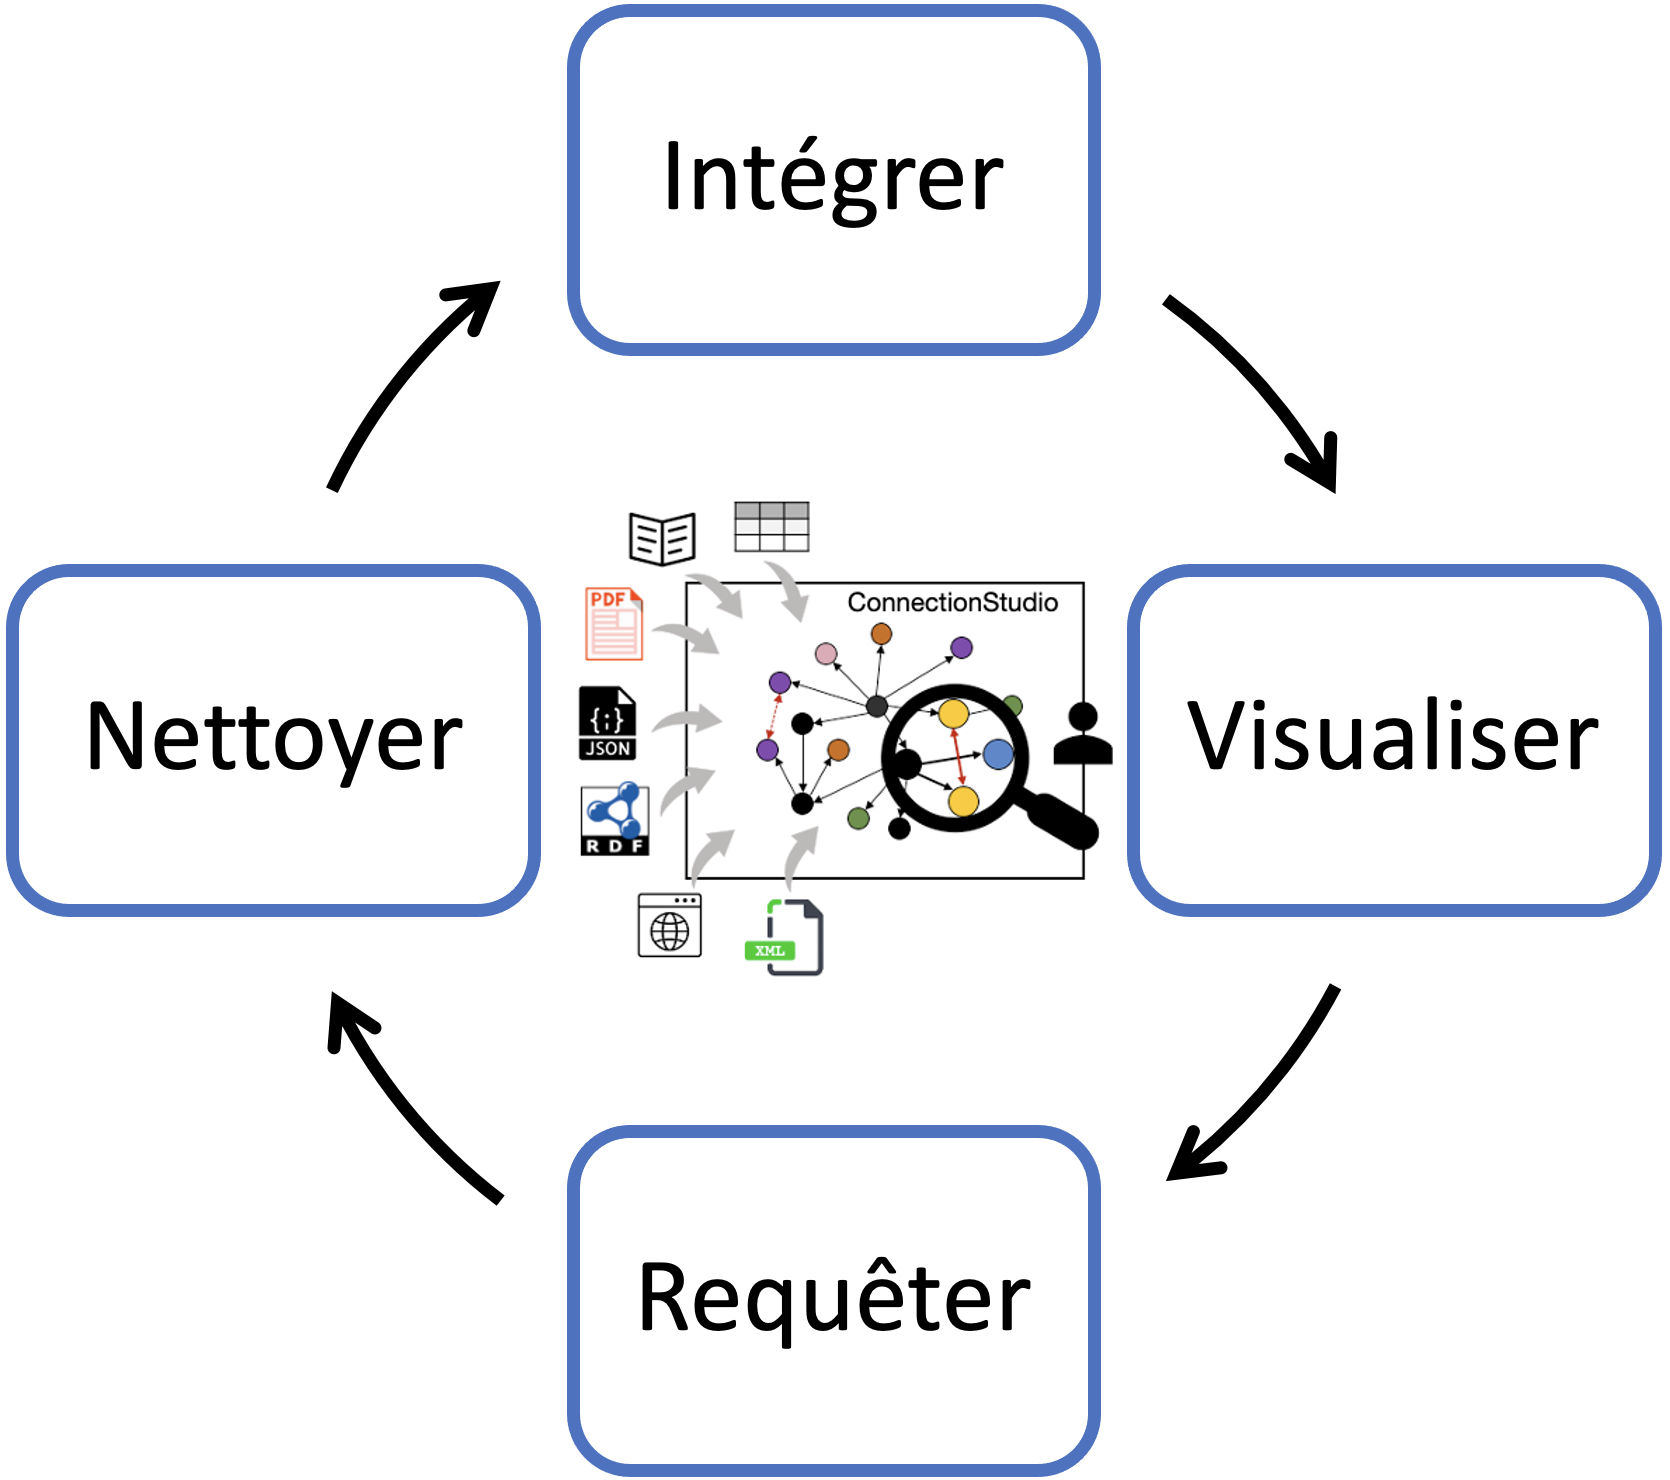 Intégrer
ConnectionStudio
PDF
{;}
JSON
RDF
XML
Nettoyer
Visualiser
Requêter